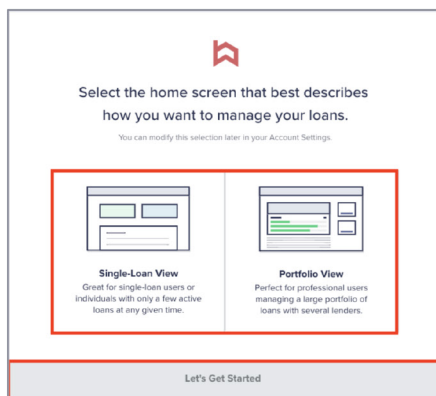 Select the home screen that best describes
how you want to manage your loans.
You can modify this selection later in your Account Settings.
Single-Loan View
Great for single-loan users or
individuals with only a few active
loans at any given time.
Portfolio View
Perfect for professional users
managing a large portfolio of
loans with several lenders.
Let's Get Started